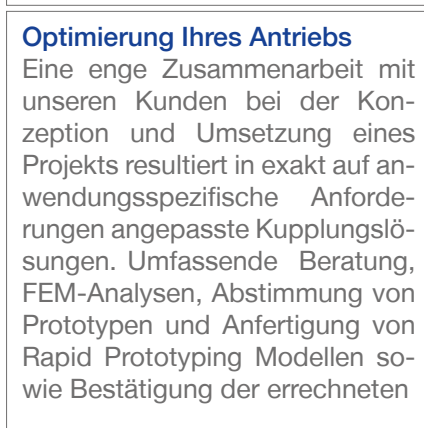 Optimierung Ihres Antriebs
Eine enge Zusammenarbeit mit
unseren Kunden bei der Kon-
zeption und Umsetzung eines
Projekts resultiert in exakt auf an-
wendungsspezifische Anforde-
rungen angepasste Kupplungslö-
sungen. Umfassende Beratung,
FEM-Analysen, Abstimmung von
Prototypen und Anfertigung von
Rapid Prototyping Modellen so-
wie Bestätigung der errechneten